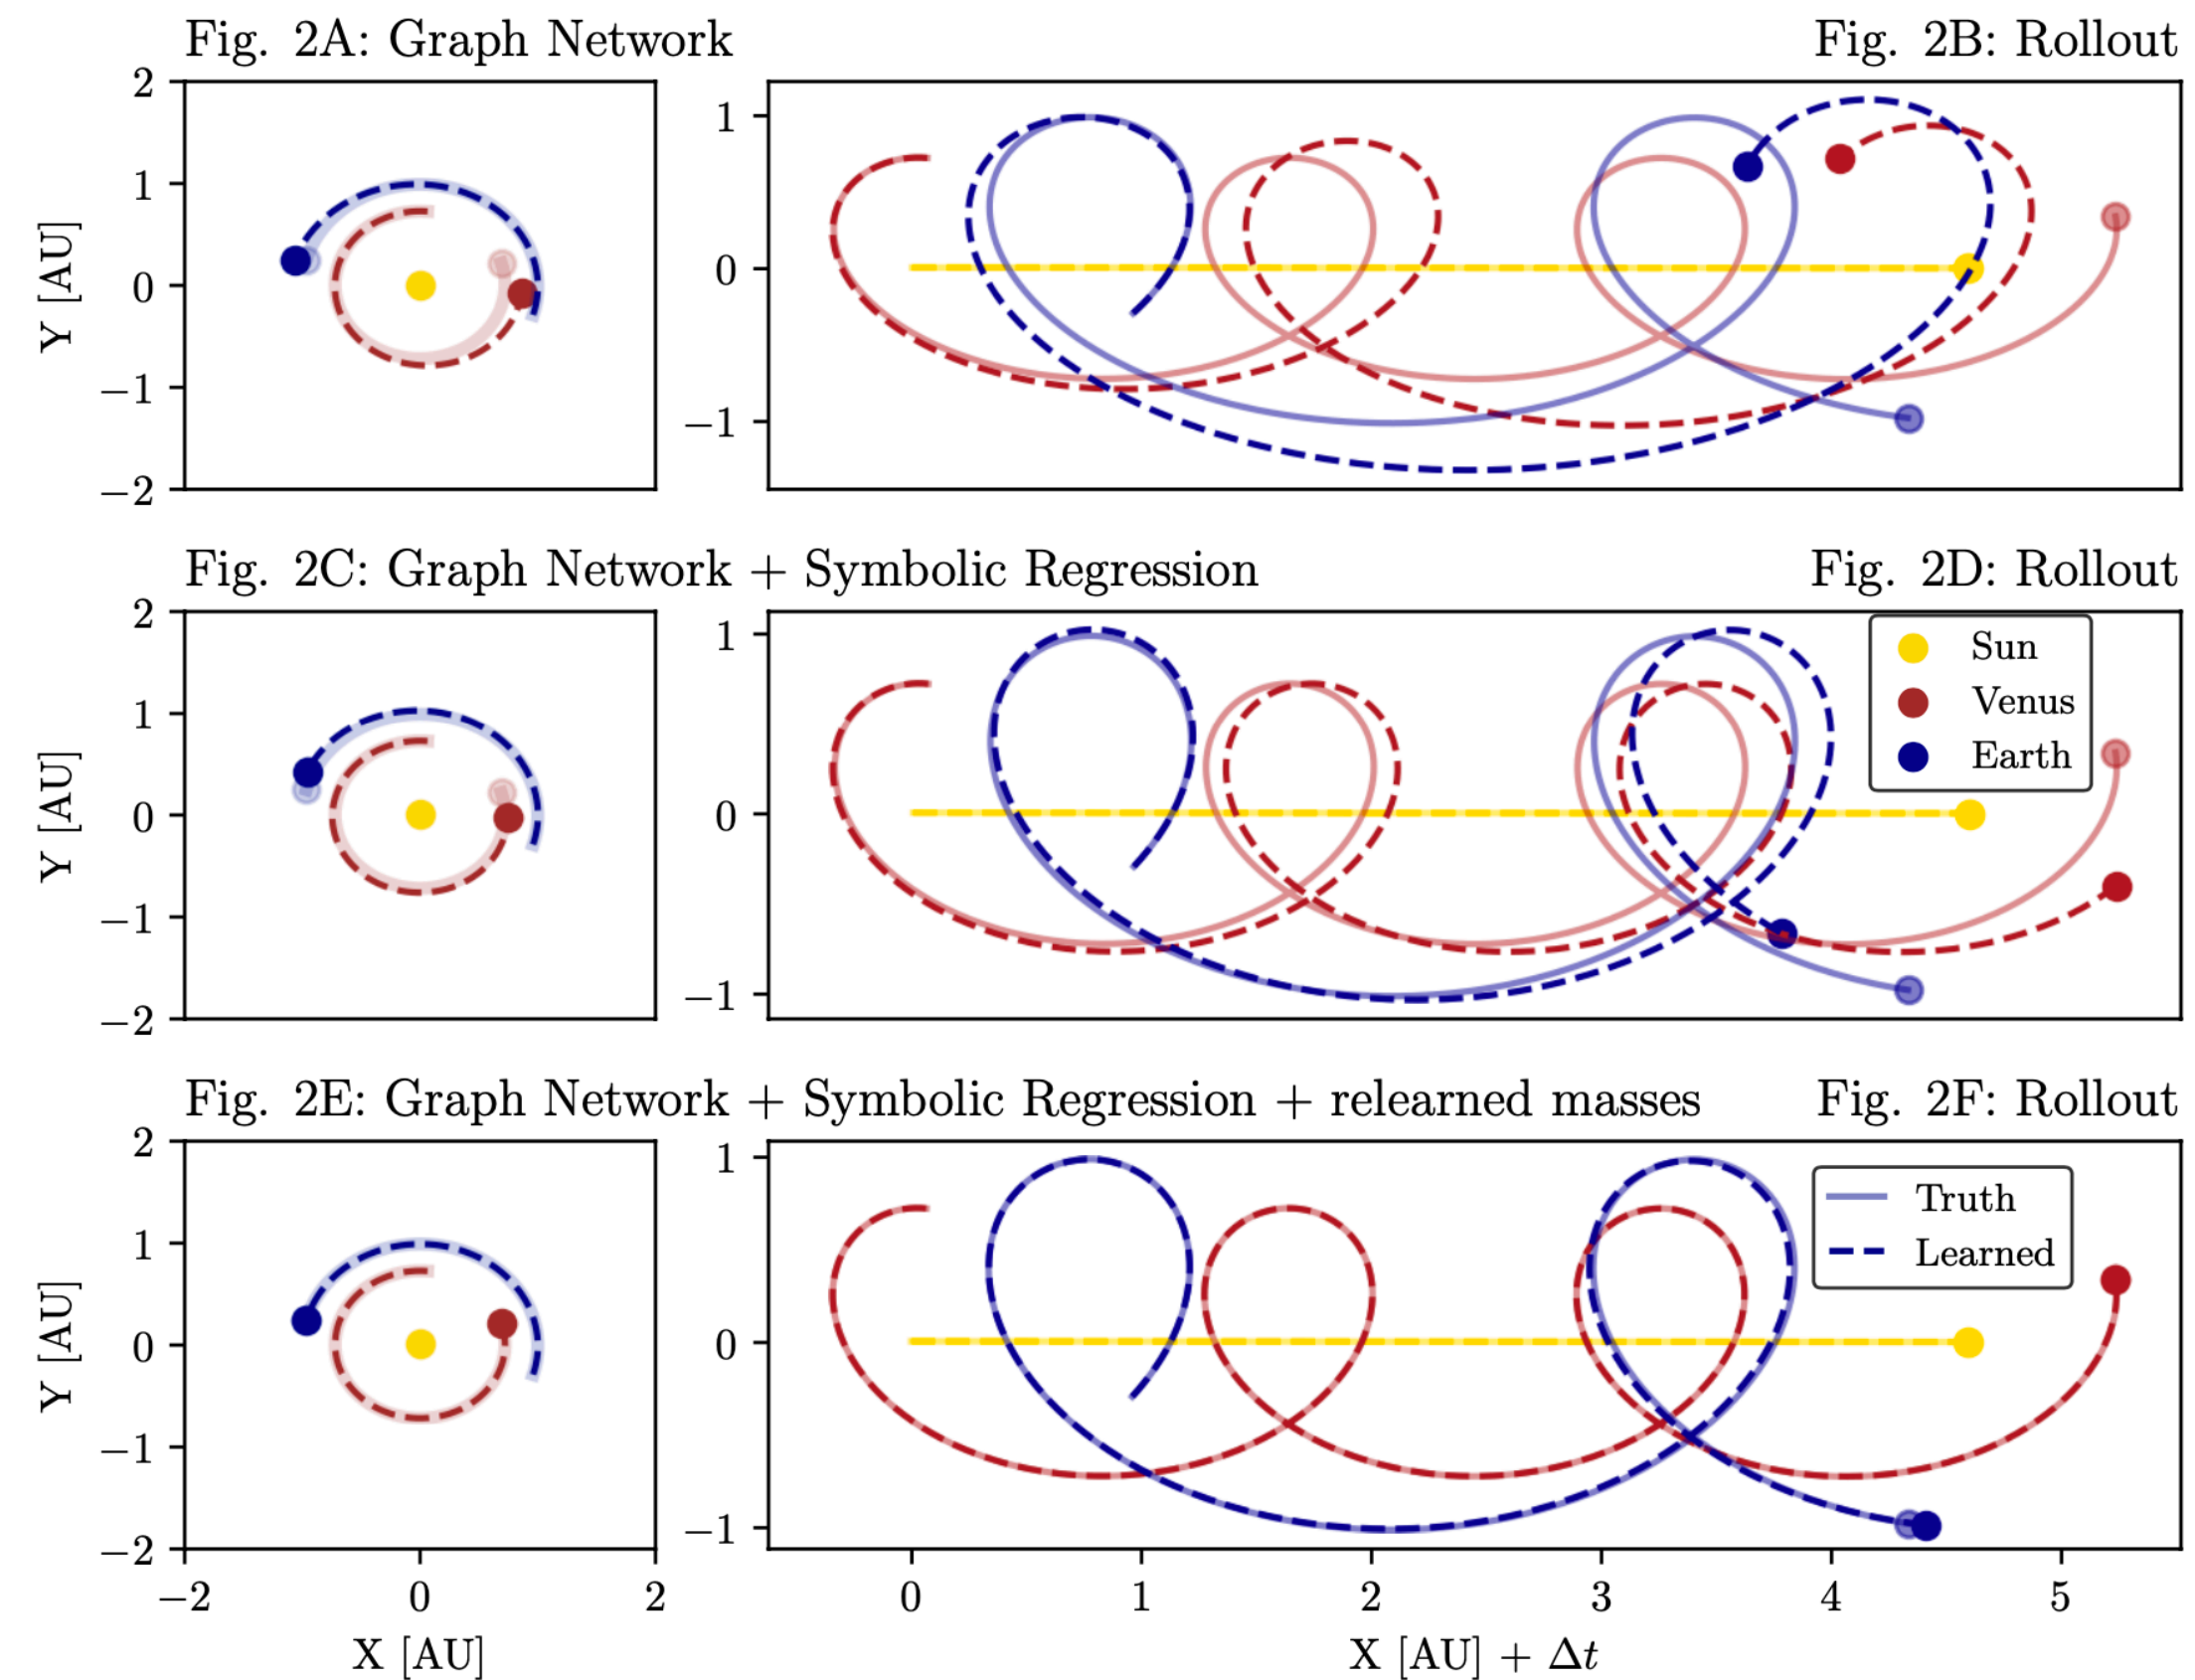 Fig. 2A: Graph Network
Fig. 2B: Rollout
2
1
0
−1
−2
Y [AU]
1
0
−1
Fig. 2C: Graph Network + Symbolic Regression
Fig. 2D: Rollout
2
1
0
−1
−2
Y [AU]
1
0
−1
Sun
Venus
Earth
Fig. 2E: Graph Network + Symbolic Regression + relearned masses
Fig. 2F: Rollout
2
1
0
−1
−2
Y [AU]
1
0
−1
Truth
Learned
−2 0 2
0 1 2 3 4 5
X [AU]
X [AU] + Δt